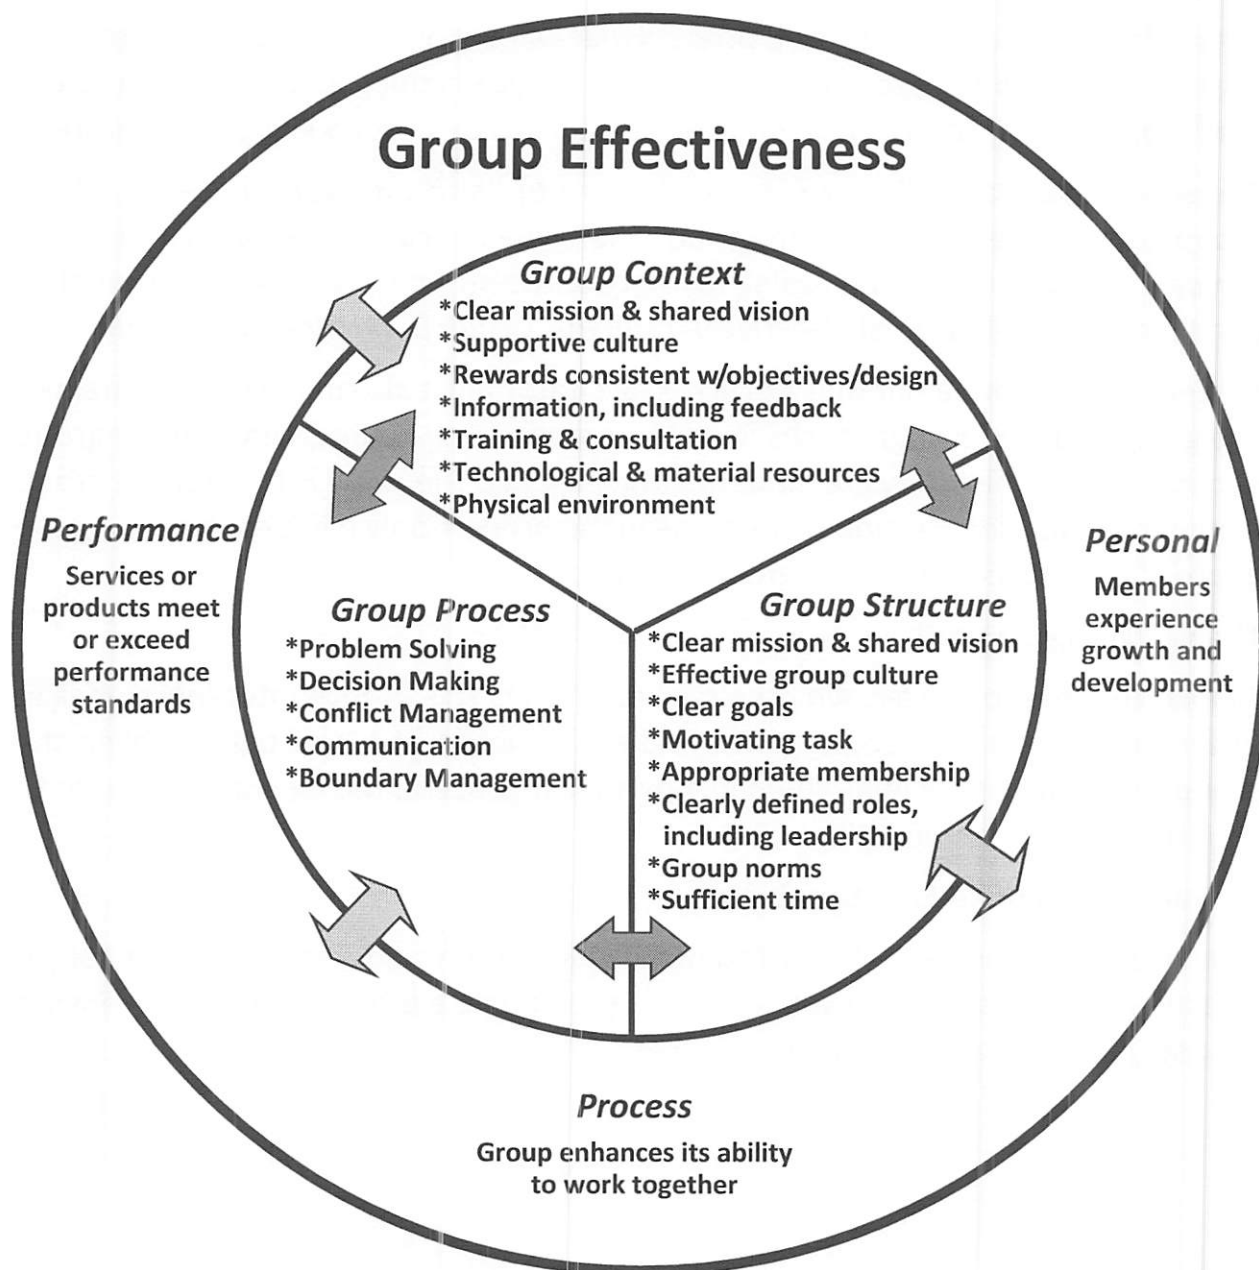 Group Effectiveness
Group Context
*Clear mission & shared vision
*Supportive culture
*Rewards consistent w/objectives/design
*Information, including feedback
*Training & consultation
*Technological & material resources
*Physical environment
Performance
Services or
products meet
or exceed
performance
standards
Group Process
*Problem Solving
*Decision Making
*Conflict Management
*Communication
*Boundary Management
Group Structure
*Clear mission & shared vision
*Effective group culture
*Clear goals
*Motivating task
*Appropriate membership
*Clearly defined roles,
including leadership
*Group norms
*Sufficient time
Personal
Members
experience
growth and
development
Process
Group enhances its ability
to work together